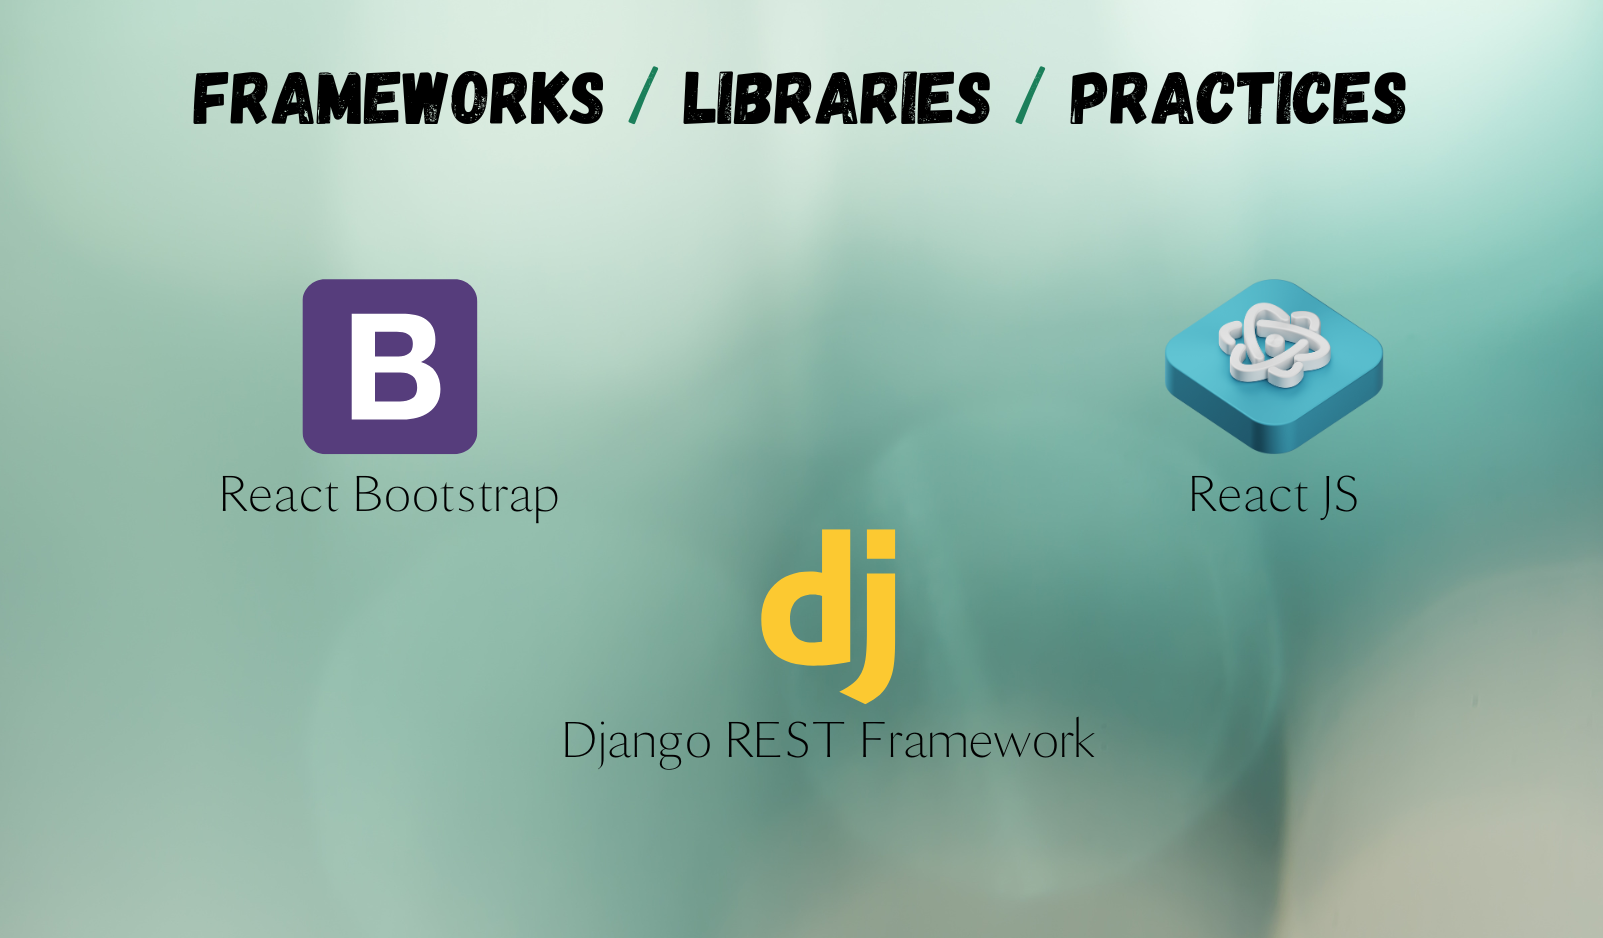 FRAMEWORKS / LIBRARIES / PRACTICES
B
React Bootstrap
React JS
dj
Django REST Framework